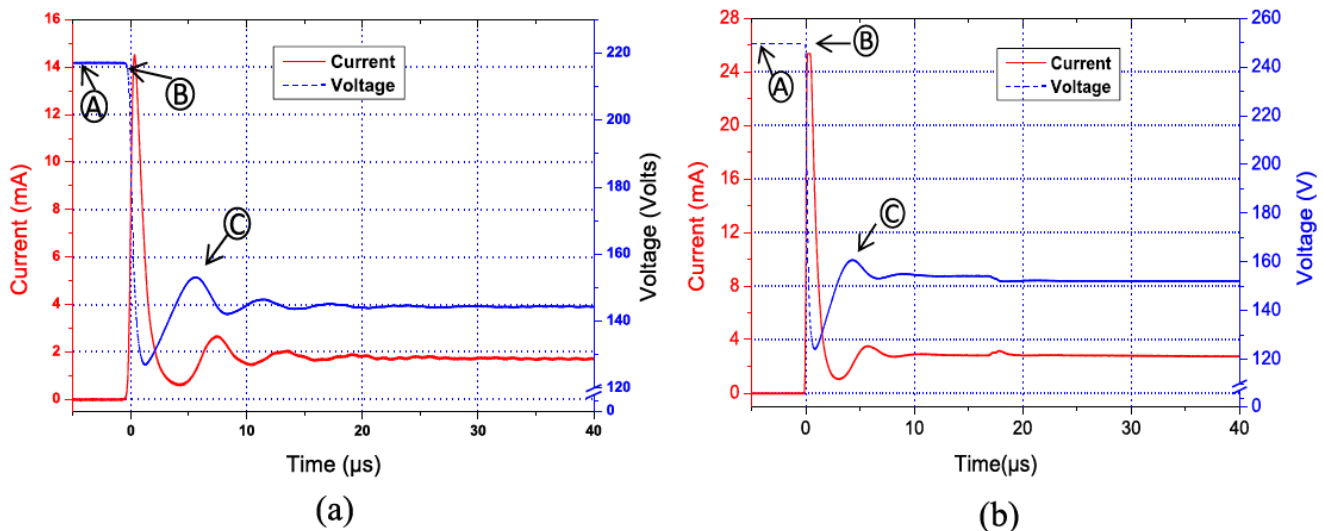 16
14
12
10
8
6
4
2
0
Current (mA)
220
200
180
160
140
120
0
Voltage (Volts)
Current
Voltage
A
B
C
0
10
20
30
40
Time (µs)
(a)
28
24
20
16
12
8
4
0
Current (mA)
260
240
220
200
180
160
140
120
0
Voltage (V)
Current
Voltage
A
B
C
0
10
20
30
40
Time(µs)
(b)